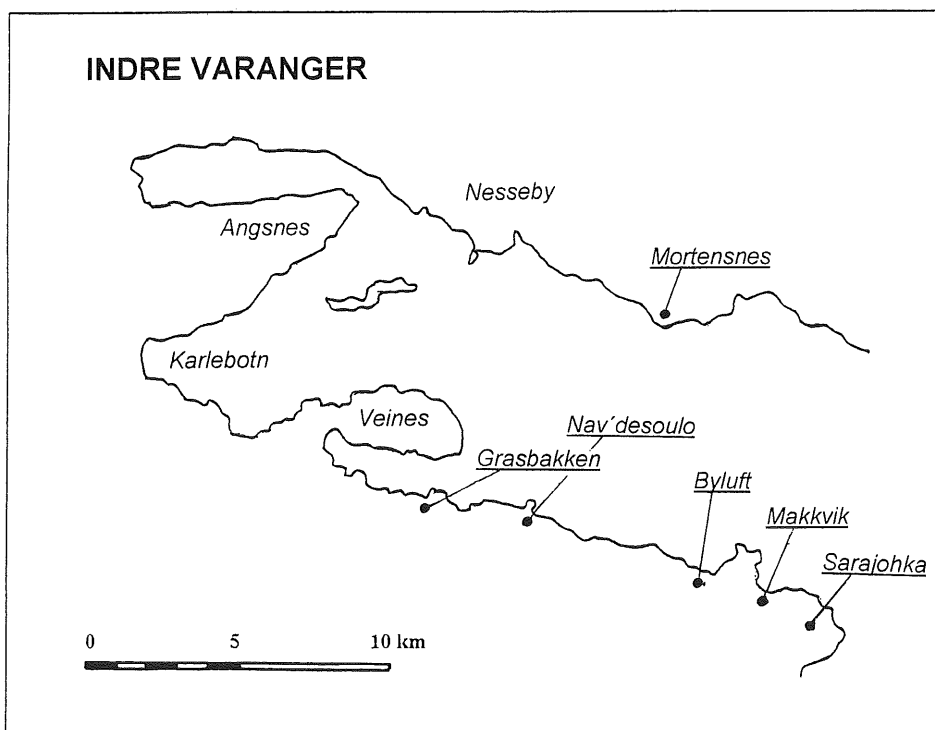 INDRE VARANGER
Nesseby
Angsnes
Mortensnes
Karlebotn
Veines
Nav´desoulo
Grasbakken
Byluft
Makkvik
Sarajohka
0 5 10 km